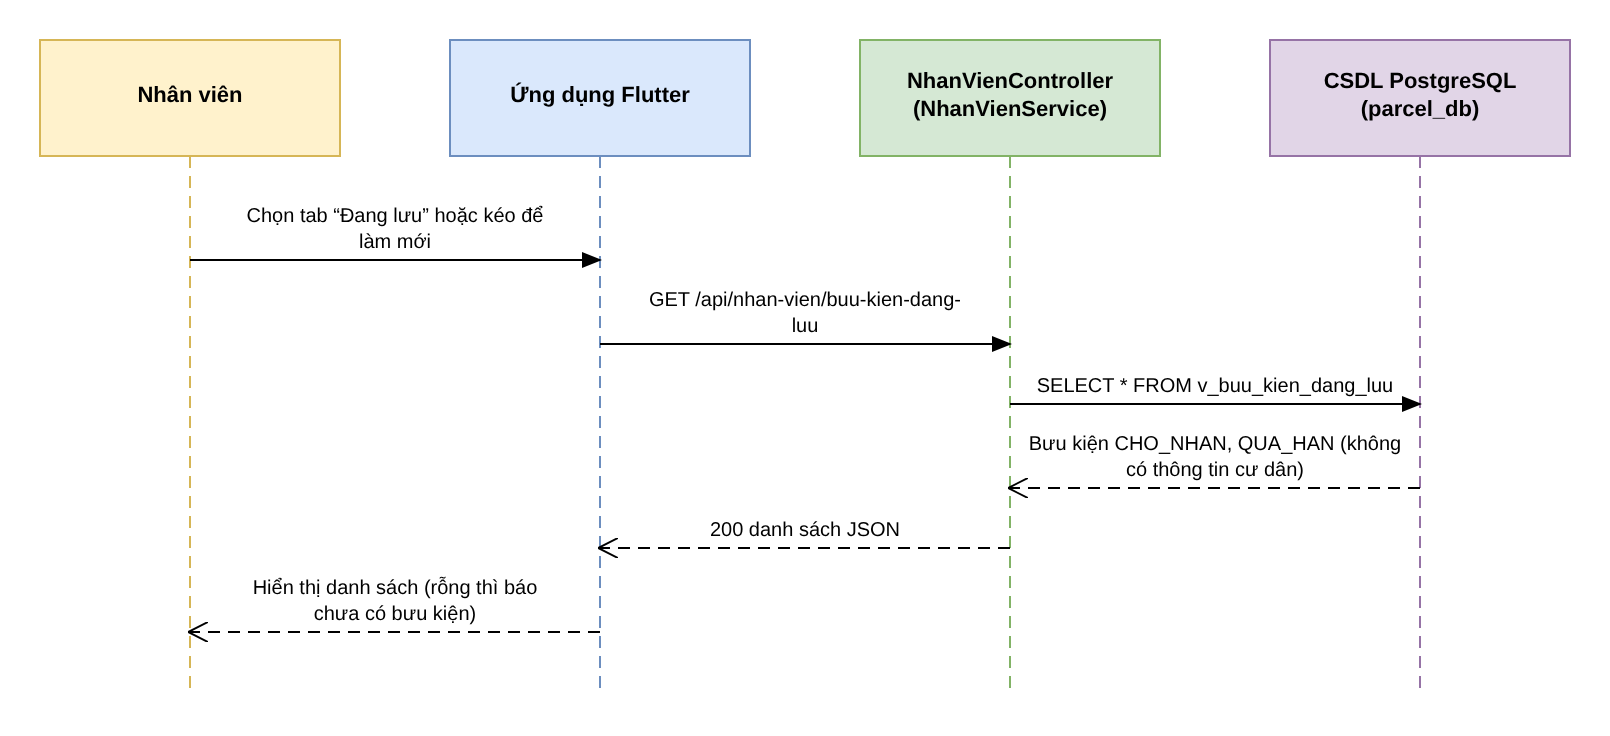 Nhân viên
Ứng dụng Flutter
NhanVienController
(NhanVienService)
CSDL PostgreSQL
(parcel_db)
Chọn tab “Đang lưu” hoặc kéo để
làm mới
GET /api/nhan-vien/buu-kien-dang-
luu
SELECT * FROM v_buu_kien_dang_luu
Bưu kiện CHO_NHAN, QUA_HAN (không
có thông tin cư dân)
200 danh sách JSON
Hiển thị danh sách (rỗng thì báo
chưa có bưu kiện)